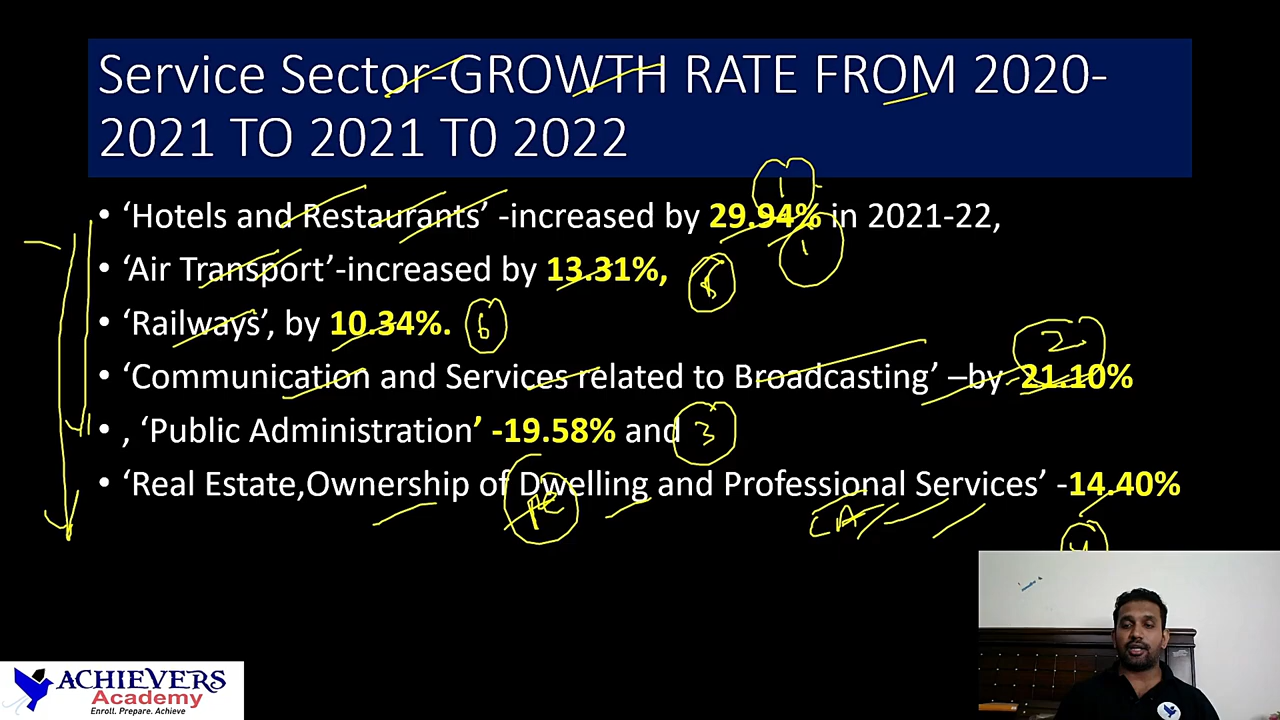 Service Sector-GROWTH RATE FROM 2020-
2021 TO 2021 T0 2022
1
• ‘Hotels and Restaurants’ -increased by 29.94% in 2021-22,
1
• ‘Air Transport’-increased by 13.31%,
• ‘Railways’, by 10.34%. 6
2
• ‘Communication and Services related to Broadcasting’ –by 21.10%
• , ‘Public Administration’ -19.58% and 3
• ‘Real Estate,Ownership of Dwelling and Professional Services’ -14.40%
CA
4
ACHIEVERS
Academy
Enroll. Prepare. Achieve